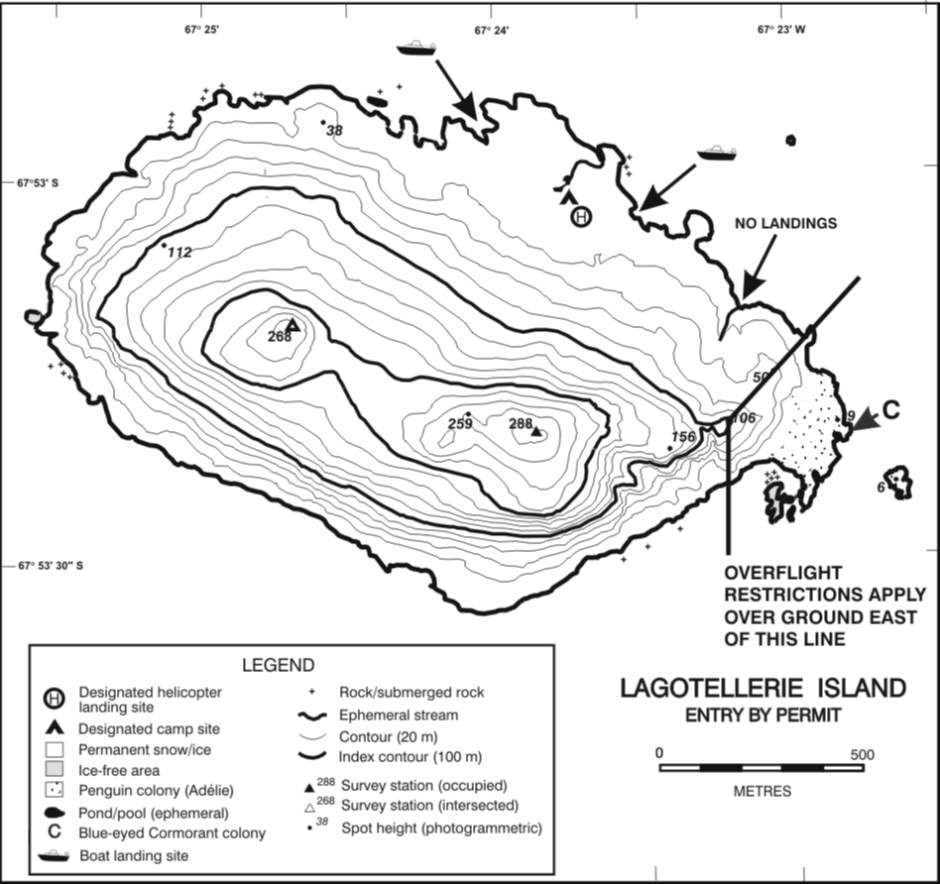 67° 25'
67° 24'
67° 23' W
38
67°53' S
H
NO LANDINGS
112
268
50
259
288
106
9
C
156
6
67° 53' 30" S
OVERFLIGHT
RESTRICTIONS APPLY
OVER GROUND EAST
OF THIS LINE
LEGEND
H Designated helicopter
landing site
Designated camp site
Permanent snow/ice
Ice-free area
Penguin colony (Adélie)
Pond/pool (ephemeral)
C Blue-eyed Cormorant colony
Boat landing site
Rock/submerged rock
Ephemeral stream
Contour (20 m)
Index contour (100 m)
288 Survey station (occupied)
268 Survey station (intersected)
38 Spot height (photogrammetric)
LAGOTELLERIE ISLAND
ENTRY BY PERMIT
0 500
METRES